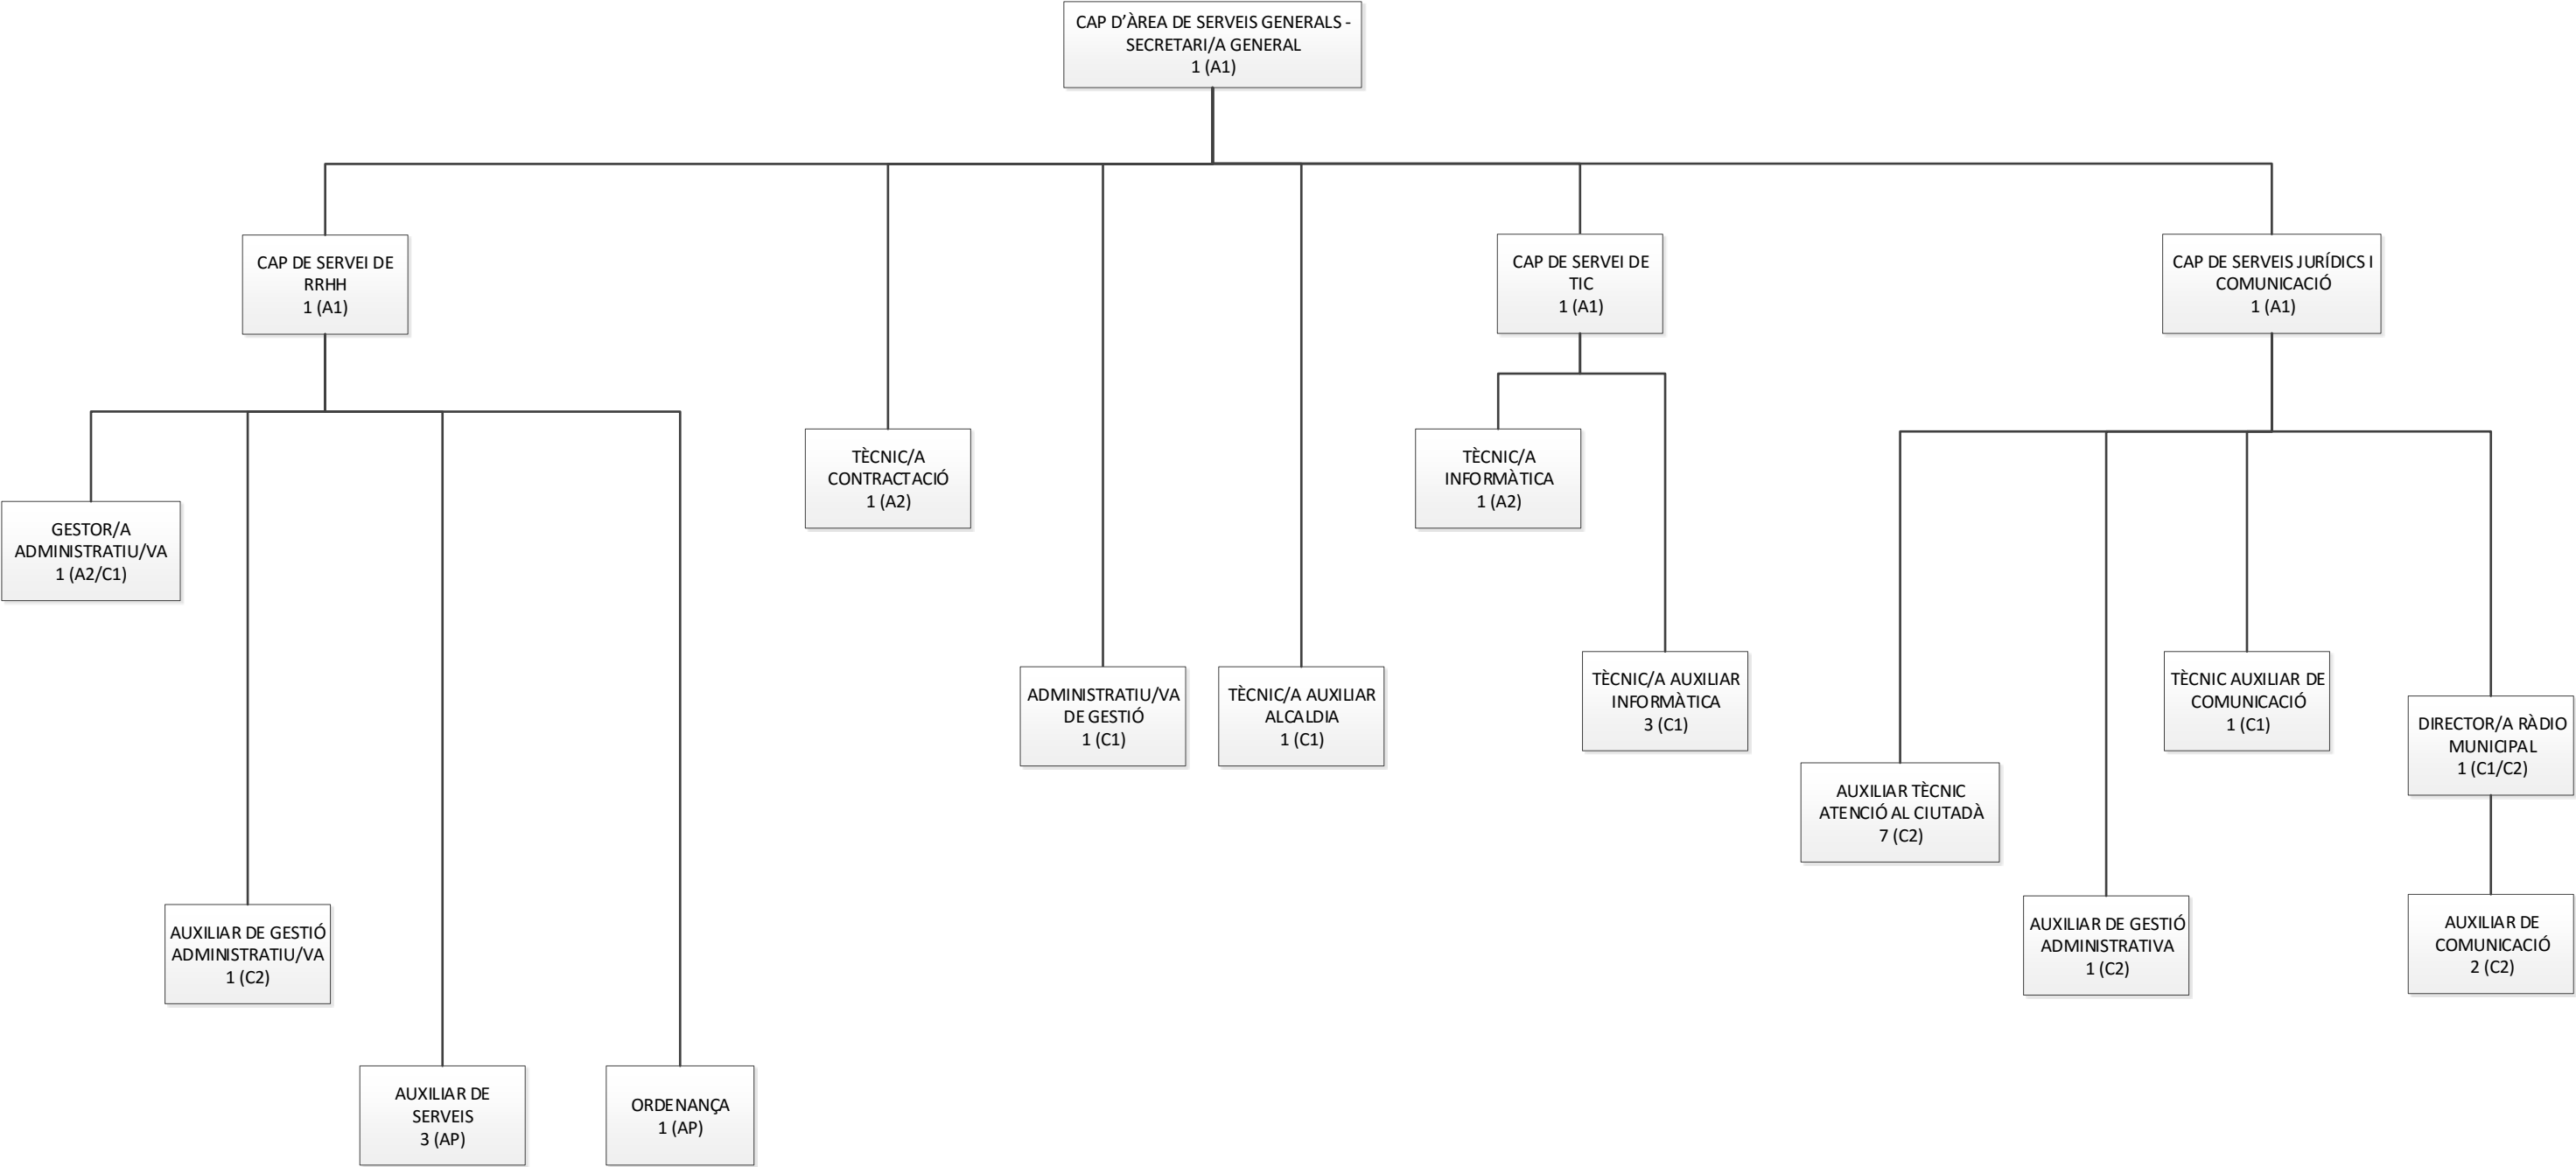 CAP D’ÀREA DE SERVEIS GENERALS -
SECRETARI/A GENERAL
1 (A1)
CAP DE SERVEI DE
RRHH
1 (A1)
CAP DE SERVEI DE
TIC
1 (A1)
CAP DE SERVEIS JURÍDICS I
COMUNICACIÓ
1 (A1)
GESTOR/A
ADMINISTRATIU/VA
1 (A2/C1)
TÈCNIC/A
CONTRACTACIÓ
1 (A2)
TÈCNIC/A
INFORMÀTICA
1 (A2)
ADMINISTRATIU/VA
DE GESTIÓ
1 (C1)
TÈCNIC/A AUXILIAR
ALCALDIA
1 (C1)
TÈCNIC/A AUXILIAR
INFORMÀTICA
3 (C1)
TÈCNIC AUXILIAR DE
COMUNICACIÓ
1 (C1)
DIRECTOR/A RÀDIO
MUNICIPAL
1 (C1/C2)
AUXILIAR TÈCNIC
ATENCIÓ AL CIUTADÀ
7 (C2)
AUXILIAR DE GESTIÓ
ADMINISTRATIU/VA
1 (C2)
AUXILIAR DE GESTIÓ
ADMINISTRATIVA
1 (C2)
AUXILIAR DE
COMUNICACIÓ
2 (C2)
AUXILIAR DE
SERVEIS
3 (AP)
ORDENANÇA
1 (AP)